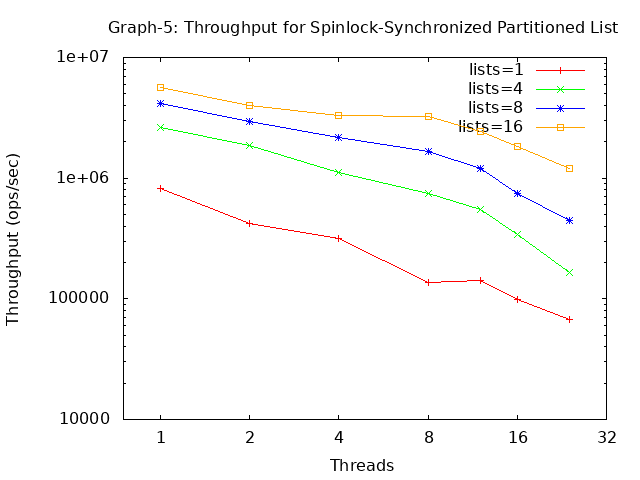 Graph-5: Throughput for Spinlock-Synchronized Partitioned List
1e+07
1e+06
100000
10000
Throughput (ops/sec)
lists=1
lists=4
lists=8
lists=16
1 2 4 8 16 32
Threads